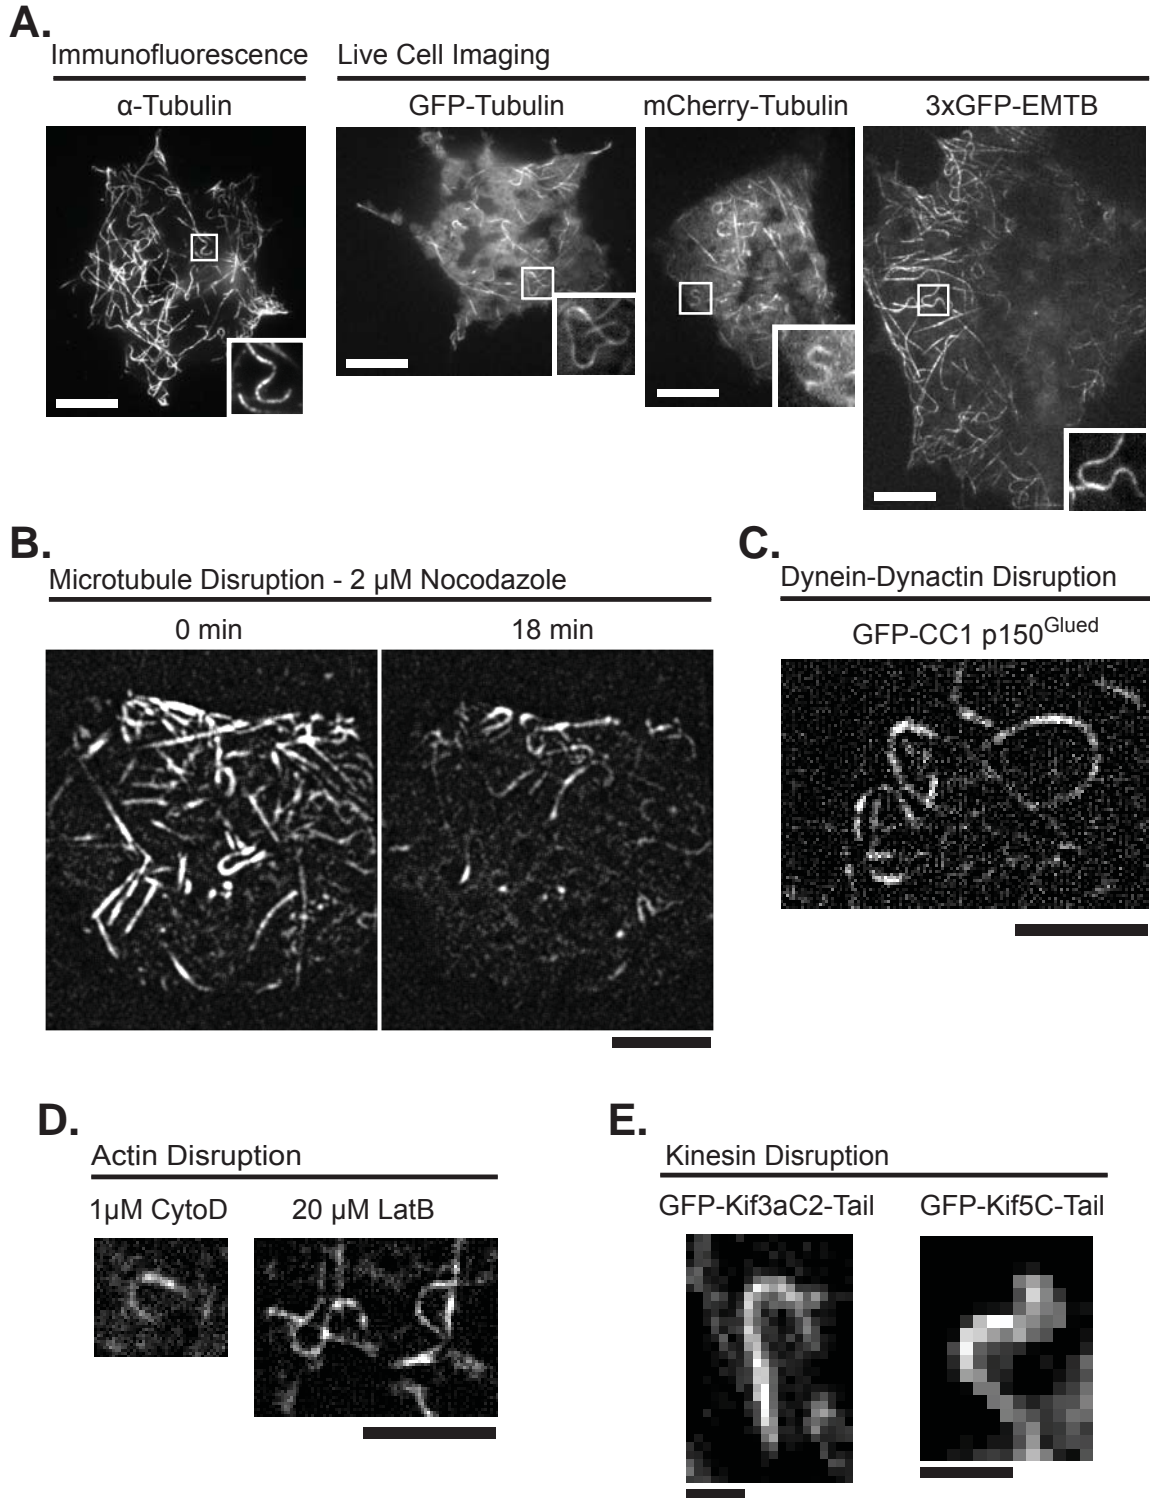 A.
Immunofluorescence
Live Cell Imaging
α-Tubulin
GFP-Tubulin
mCherry-Tubulin
3xGFP-EMTB
B.
Microtubule Disruption - 2 µM Nocodazole
0 min
18 min
C.
Dynein-Dynactin Disruption
GFP-CC1 p150Glued
D.
Actin Disruption
1µM CytoD
20 µM LatB
E.
Kinesin Disruption
GFP-Kif3aC2-Tail
GFP-Kif5C-Tail